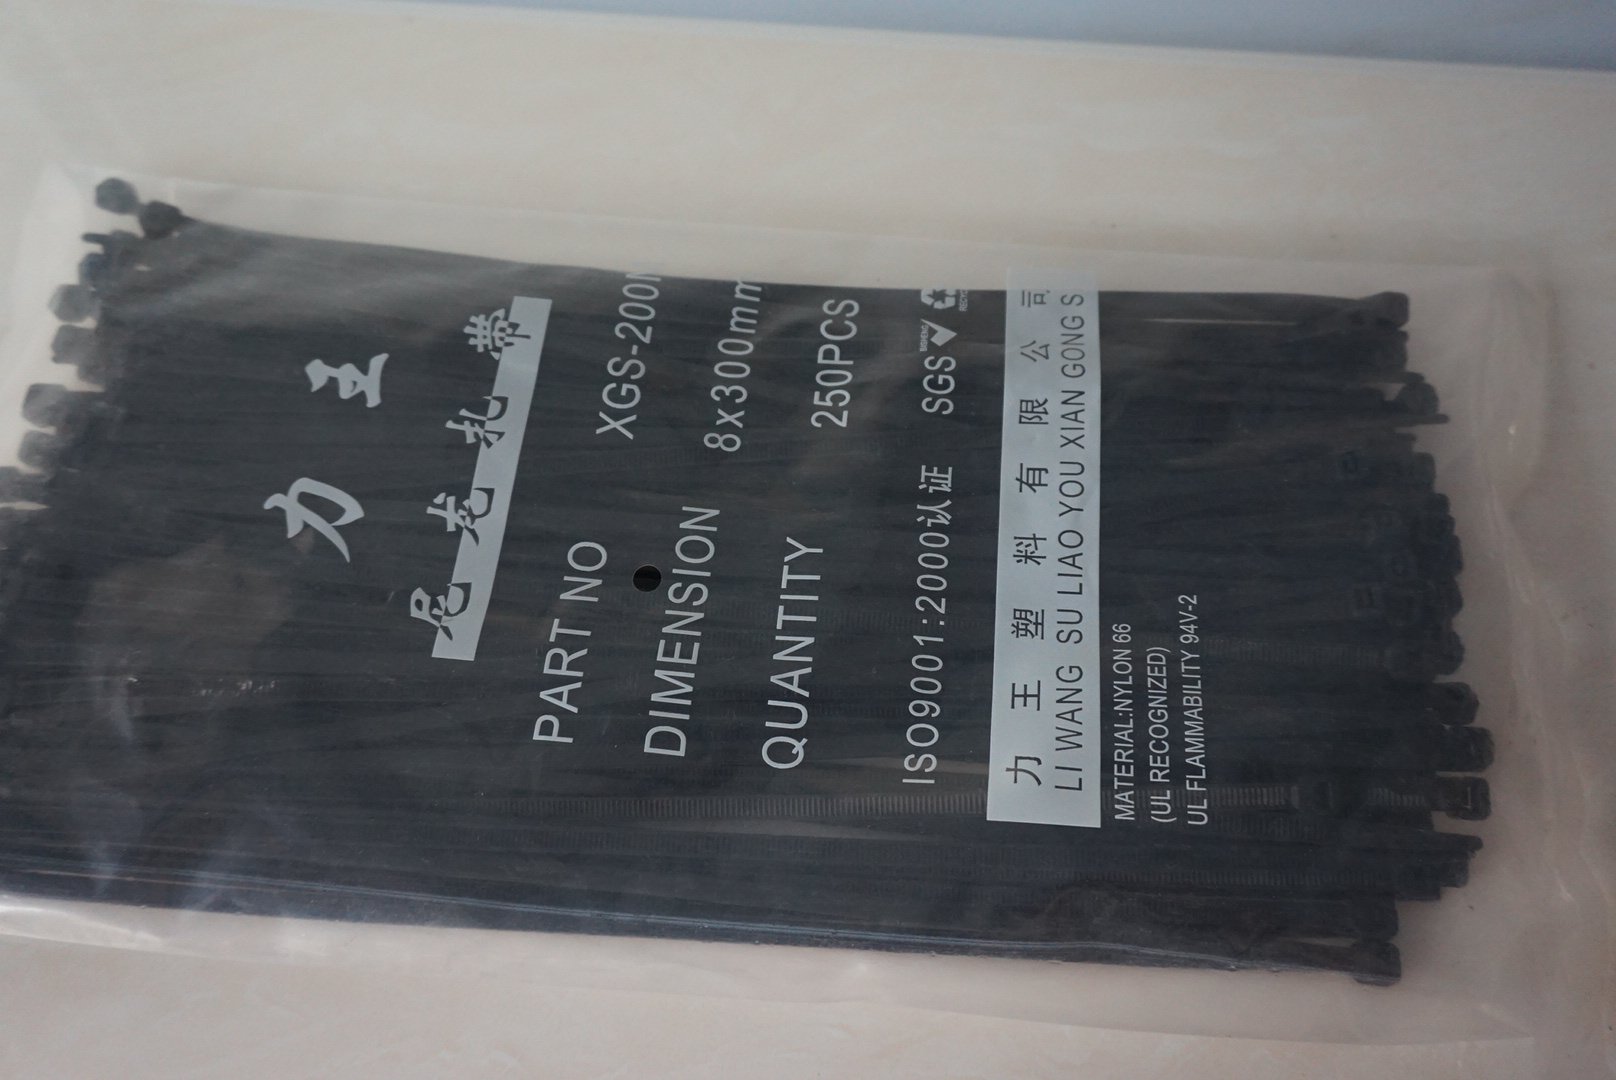 力王
尼龙扎带
PART NO XGS-200M
DIMENSION 8x300mm
QUANTITY 250PCS
ISO9001:2000认证 SGS
力王塑料有限公司
LI WANG SU LIAO YOU XIAN GONG S
MATERIAL:NYLON 66
(UL RECOGNIZED)
UL FLAMMABILITY 94V-2